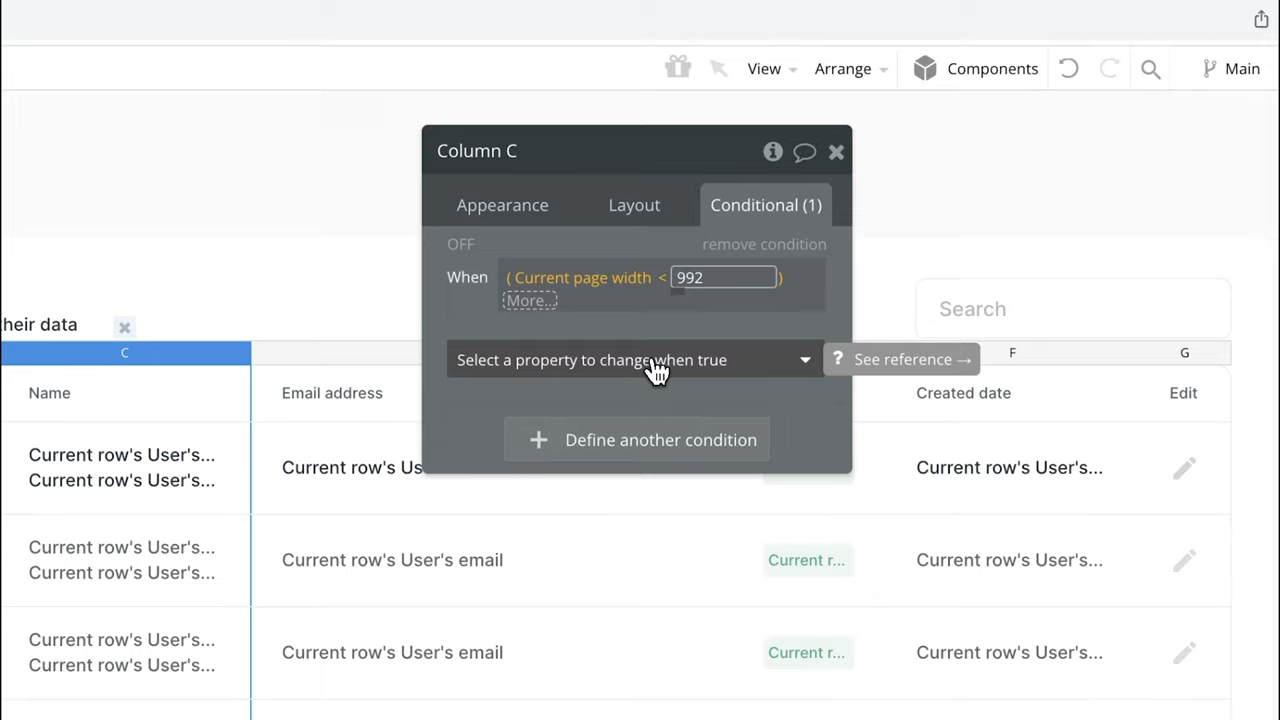 View
Arrange
Components
Main
Column C
Appearance
Layout
Conditional (1)
OFF
remove condition
When
( Current page width < 992 )
More...
Search
their data
Select a property to change when true
? See reference →
C
F
G
Name
Email address
Created date
Edit
+ Define another condition
Current row's User's...
Current row's User's...
Current row's Us
Current row's User's...
Current row's User's...
Current row's User's...
Current row's User's email
Current r...
Current row's User's...
Current row's User's...
Current row's User's...
Current row's User's email
Current r...
Current row's User's...